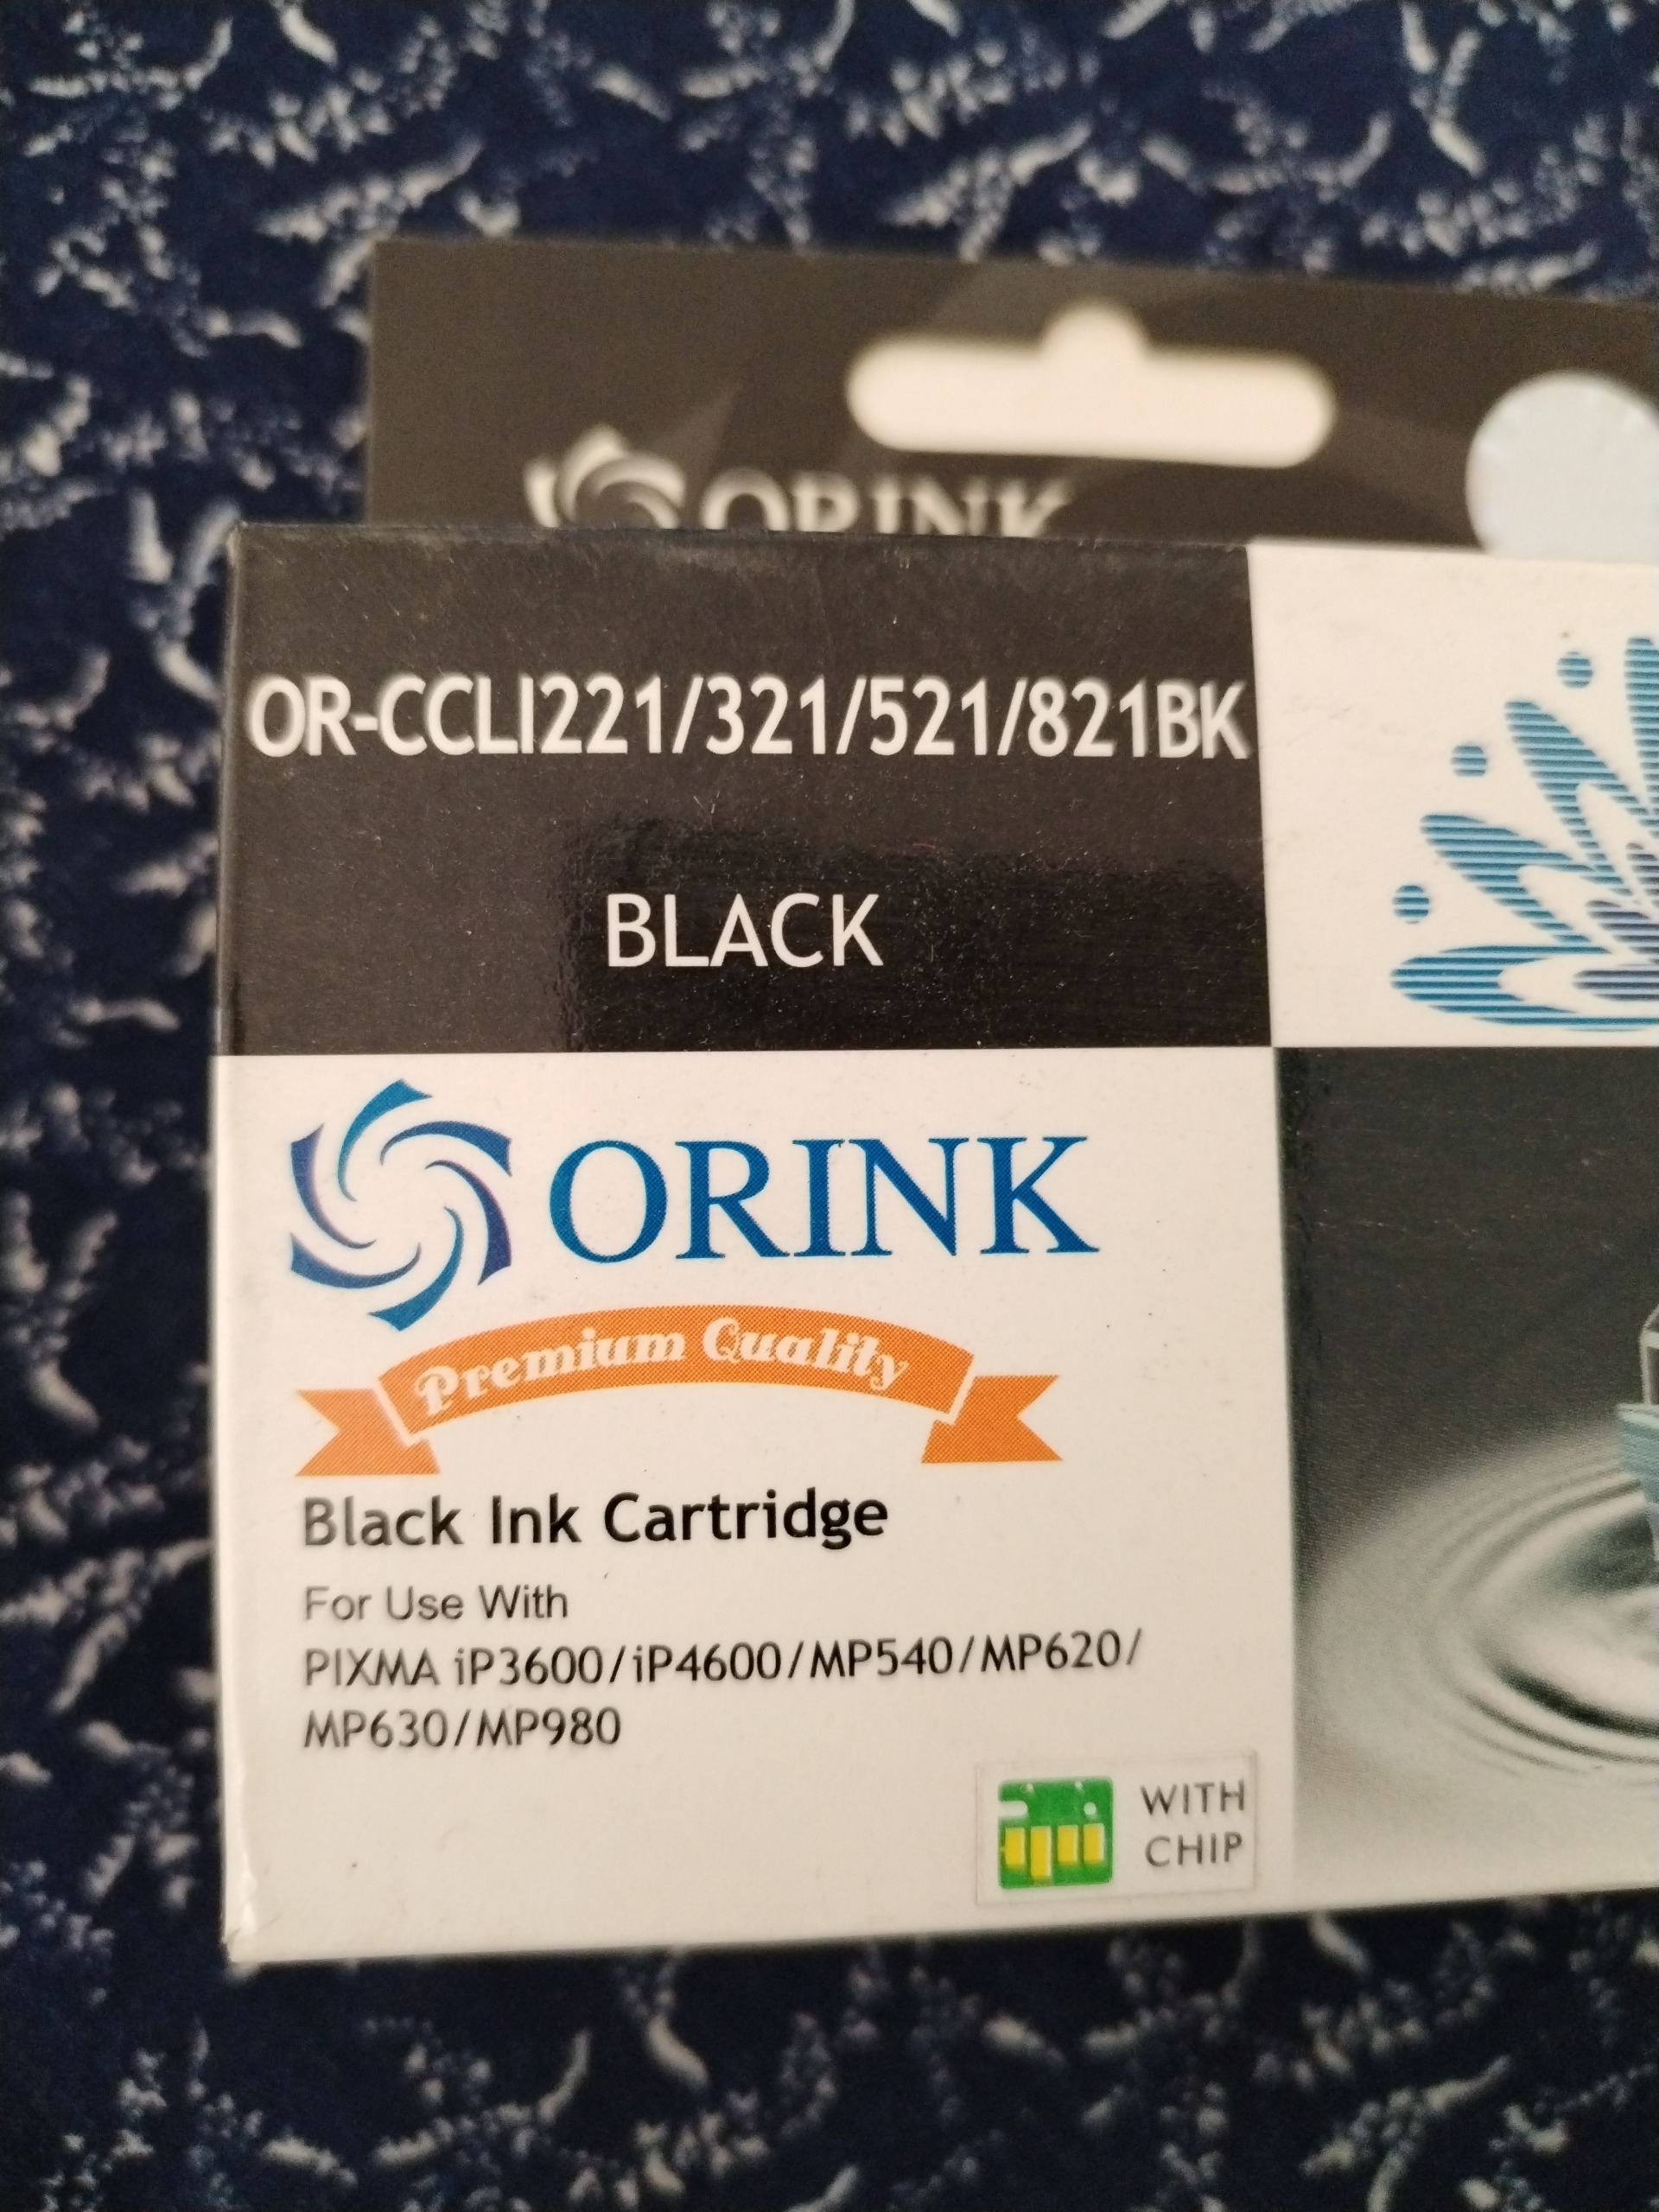 ORINK
OR-CCLI221/321/521/821BK
BLACK
ORINK
Premium Quality
Black Ink Cartridge
For Use With
PIXMA iP3600/iP4600/MP540/MP620/
MP630/MP980
WITH
CHIP